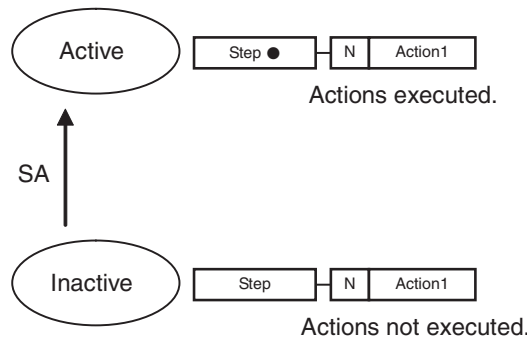 Active
Step ● N Action1
Actions executed.
SA
Inactive
Step N Action1
Actions not executed.